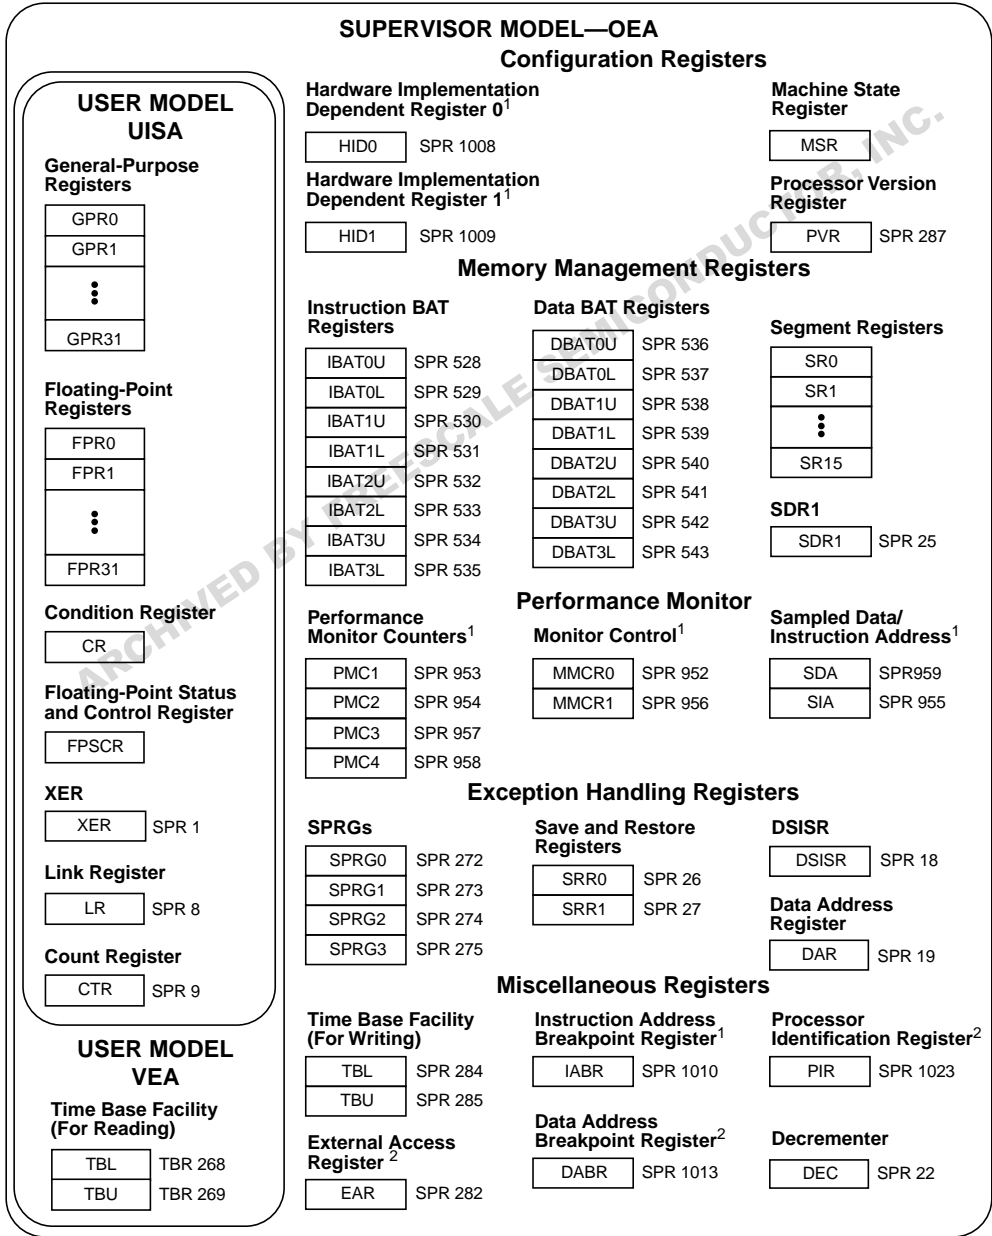 SUPERVISOR MODEL—OEA
Configuration Registers
USER MODEL
UISA
General-Purpose
Registers
GPR0
GPR1
GPR31
Floating-Point
Registers
FPR0
FPR1
FPR31
Condition Register
CR
Floating-Point Status
and Control Register
FPSCR
XER
XER SPR 1
Link Register
LR SPR 8
Count Register
CTR SPR 9
USER MODEL
VEA
Time Base Facility
(For Reading)
TBL TBR 268
TBU TBR 269
Hardware Implementation
Dependent Register 0¹
HID0 SPR 1008
Hardware Implementation
Dependent Register 1¹
HID1 SPR 1009
Machine State
Register
MSR
Processor Version
Register
PVR SPR 287
Memory Management Registers
Instruction BAT
Registers
IBAT0U SPR 528
IBAT0L SPR 529
IBAT1U SPR 530
IBAT1L SPR 531
IBAT2U SPR 532
IBAT2L SPR 533
IBAT3U SPR 534
IBAT3L SPR 535
Data BAT Registers
DBAT0U SPR 536
DBAT0L SPR 537
DBAT1U SPR 538
DBAT1L SPR 539
DBAT2U SPR 540
DBAT2L SPR 541
DBAT3U SPR 542
DBAT3L SPR 543
Segment Registers
SR0
SR1
SR15
SDR1
SDR1 SPR 25
Performance Monitor
Performance
Monitor Counters¹
PMC1 SPR 953
PMC2 SPR 954
PMC3 SPR 957
PMC4 SPR 958
Monitor Control¹
MMCR0 SPR 952
MMCR1 SPR 956
Sampled Data/
Instruction Address¹
SDA SPR959
SIA SPR 955
Exception Handling Registers
SPRGs
SPRG0 SPR 272
SPRG1 SPR 273
SPRG2 SPR 274
SPRG3 SPR 275
Save and Restore
Registers
SRR0 SPR 26
SRR1 SPR 27
DSISR
DSISR SPR 18
Data Address
Register
DAR SPR 19
Miscellaneous Registers
Time Base Facility
(For Writing)
TBL SPR 284
TBU SPR 285
External Access
Register ²
EAR SPR 282
Instruction Address
Breakpoint Register¹
IABR SPR 1010
Data Address
Breakpoint Register²
DABR SPR 1013
Processor
Identification Register²
PIR SPR 1023
Decrementer
DEC SPR 22
ARCHIVED BY FREESCALE SEMICONDUCTOR, INC.